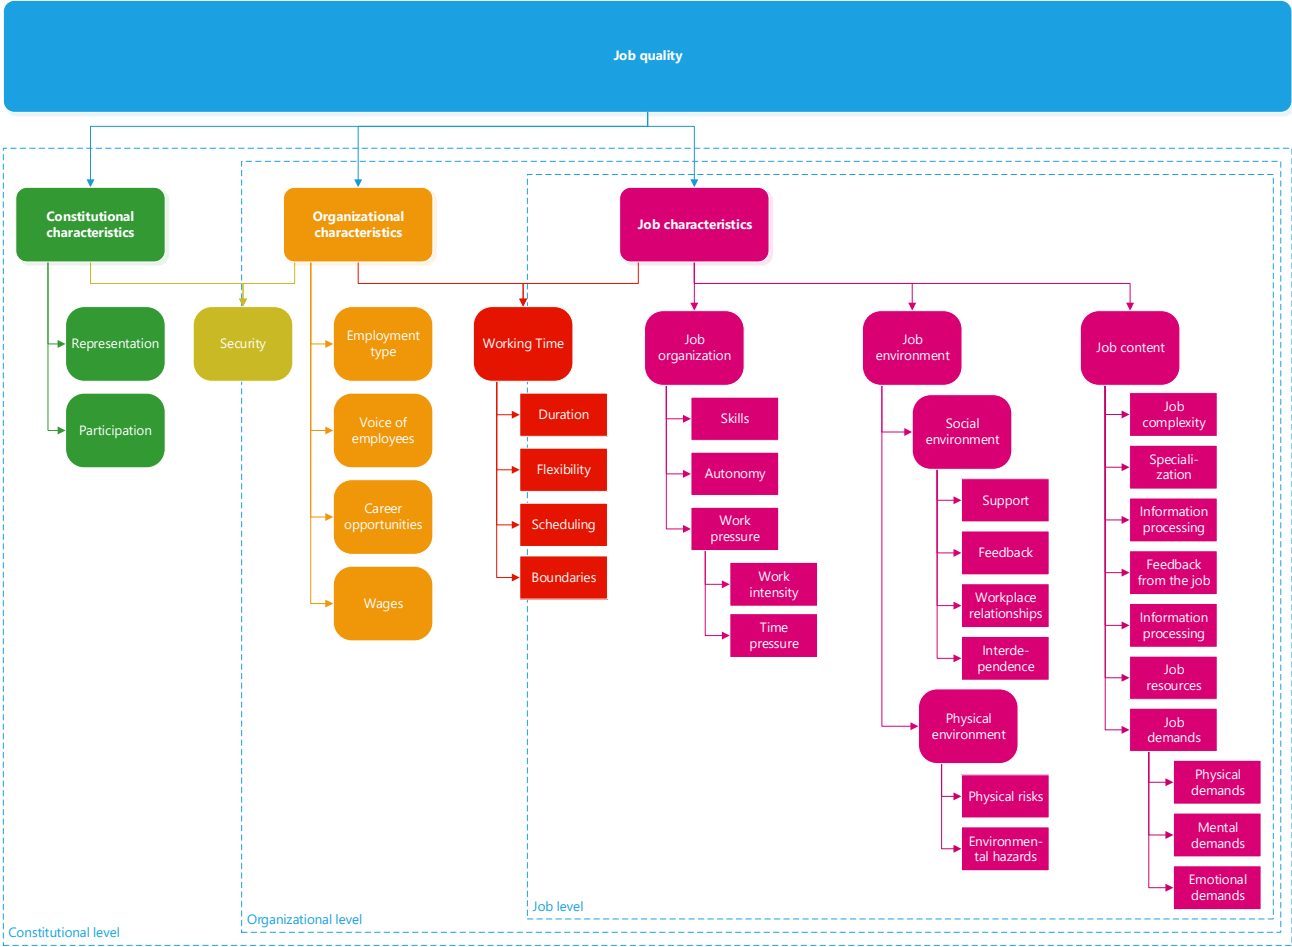 Job quality
Constitutional
characteristics
Organizational
characteristics
Job characteristics
Representation
Participation
Security
Employment
type
Voice of
employees
Career
opportunities
Wages
Working Time
Duration
Flexibility
Scheduling
Boundaries
Job
organization
Skills
Autonomy
Work
pressure
Work
intensity
Time
pressure
Job
environment
Social
environment
Support
Feedback
Workplace
relationships
Interde-
pendence
Physical
environment
Physical risks
Environmen-
tal hazards
Job content
Job
complexity
Speciali-
zation
Information
processing
Feedback
from the job
Information
processing
Job
resources
Job
demands
Physical
demands
Mental
demands
Emotional
demands
Job level
Organizational level
Constitutional level